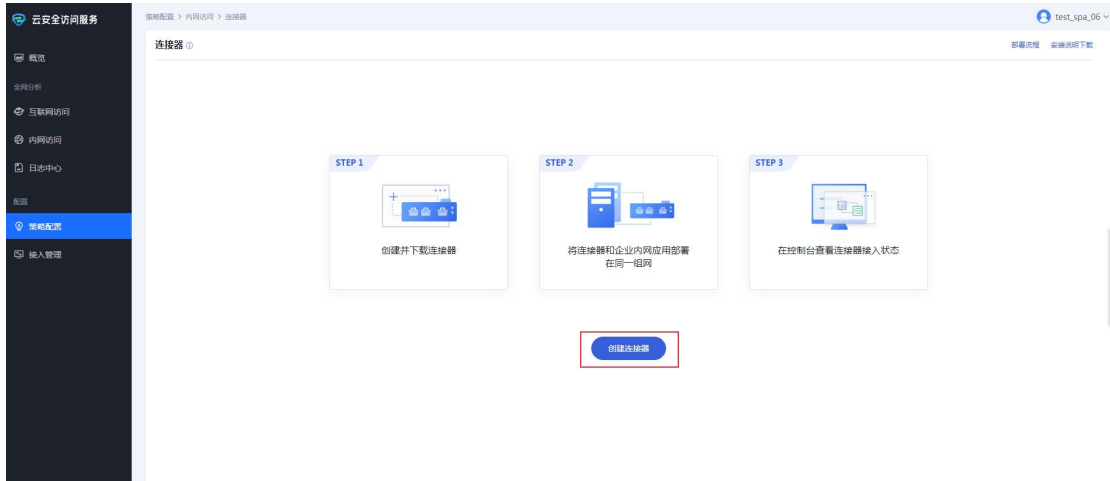 云安全访问服务
策略配置 > 内网访问 > 连接器
test_spa_06
连接器
部署流程 安装说明下载
概览
全网分析
互联网访问
内网访问
日志中心
配置
策略配置
接入管理
STEP 1
创建并下载连接器
STEP 2
将连接器和企业内网应用部署
在同一组网
STEP 3
在控制台查看连接器接入状态
创建连接器